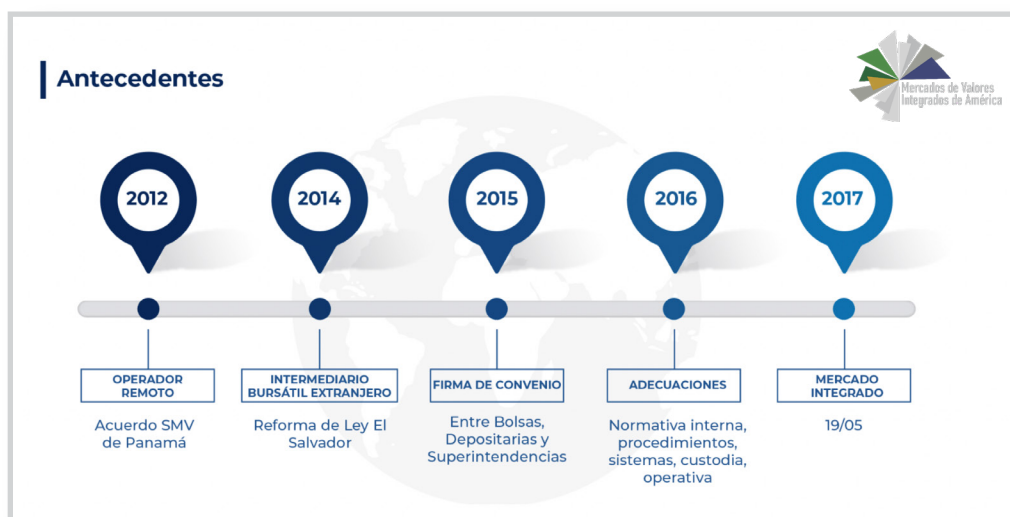 Antecedentes
Mercados de Valores
Integrados de América
2012
2014
2015
2016
2017
OPERADOR
REMOTO
Acuerdo SMV
de Panamá
INTERMEDIARIO
BURSÁTIL EXTRANJERO
Reforma de Ley El
Salvador
FIRMA DE CONVENIO
Entre Bolsas,
Depositarias y
Superintendencias
ADECUACIONES
Normativa interna,
procedimientos,
sistemas, custodia,
operativa
MERCADO
INTEGRADO
19/05